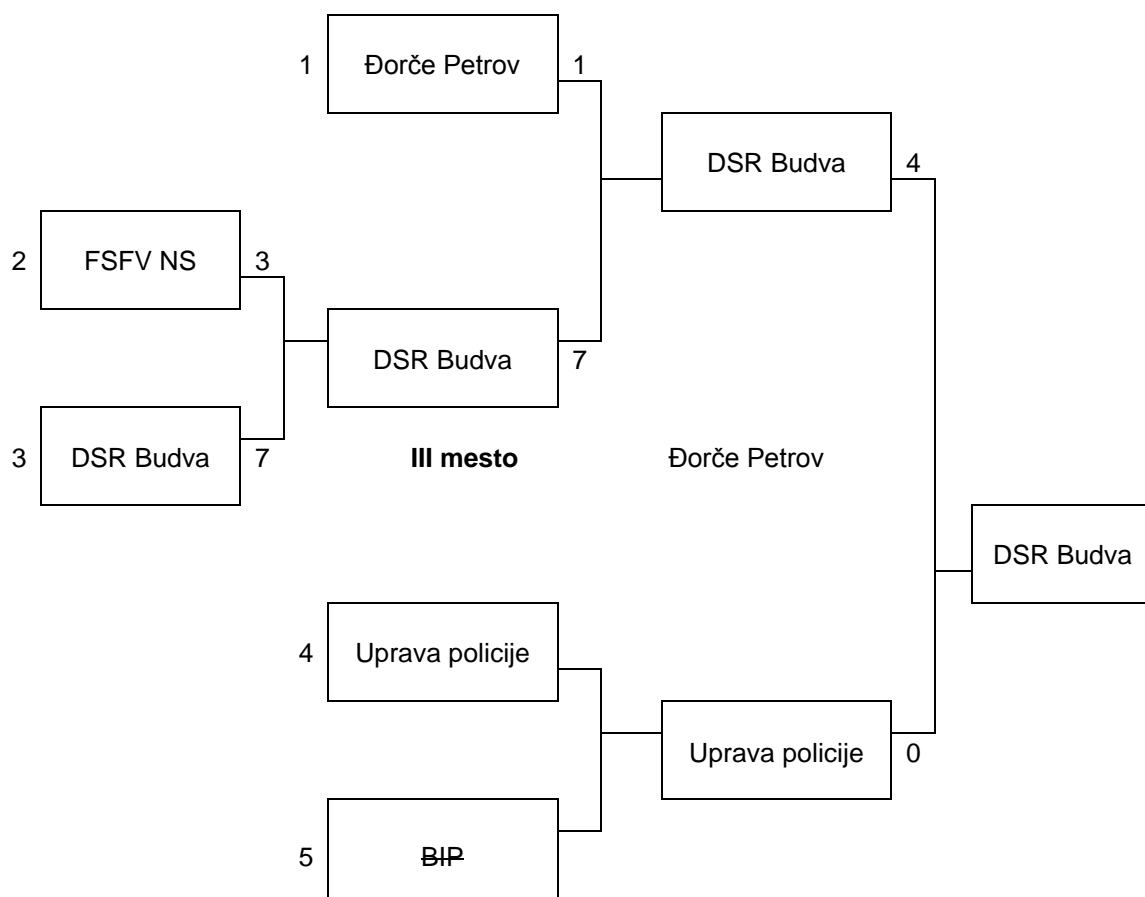 1 Đorče Petrov 1
DSR Budva 4
2 FSFV NS 3
DSR Budva 7
3 DSR Budva 7
III mesto Đorče Petrov
DSR Budva
4 Uprava policije
Uprava policije 0
5 BIP